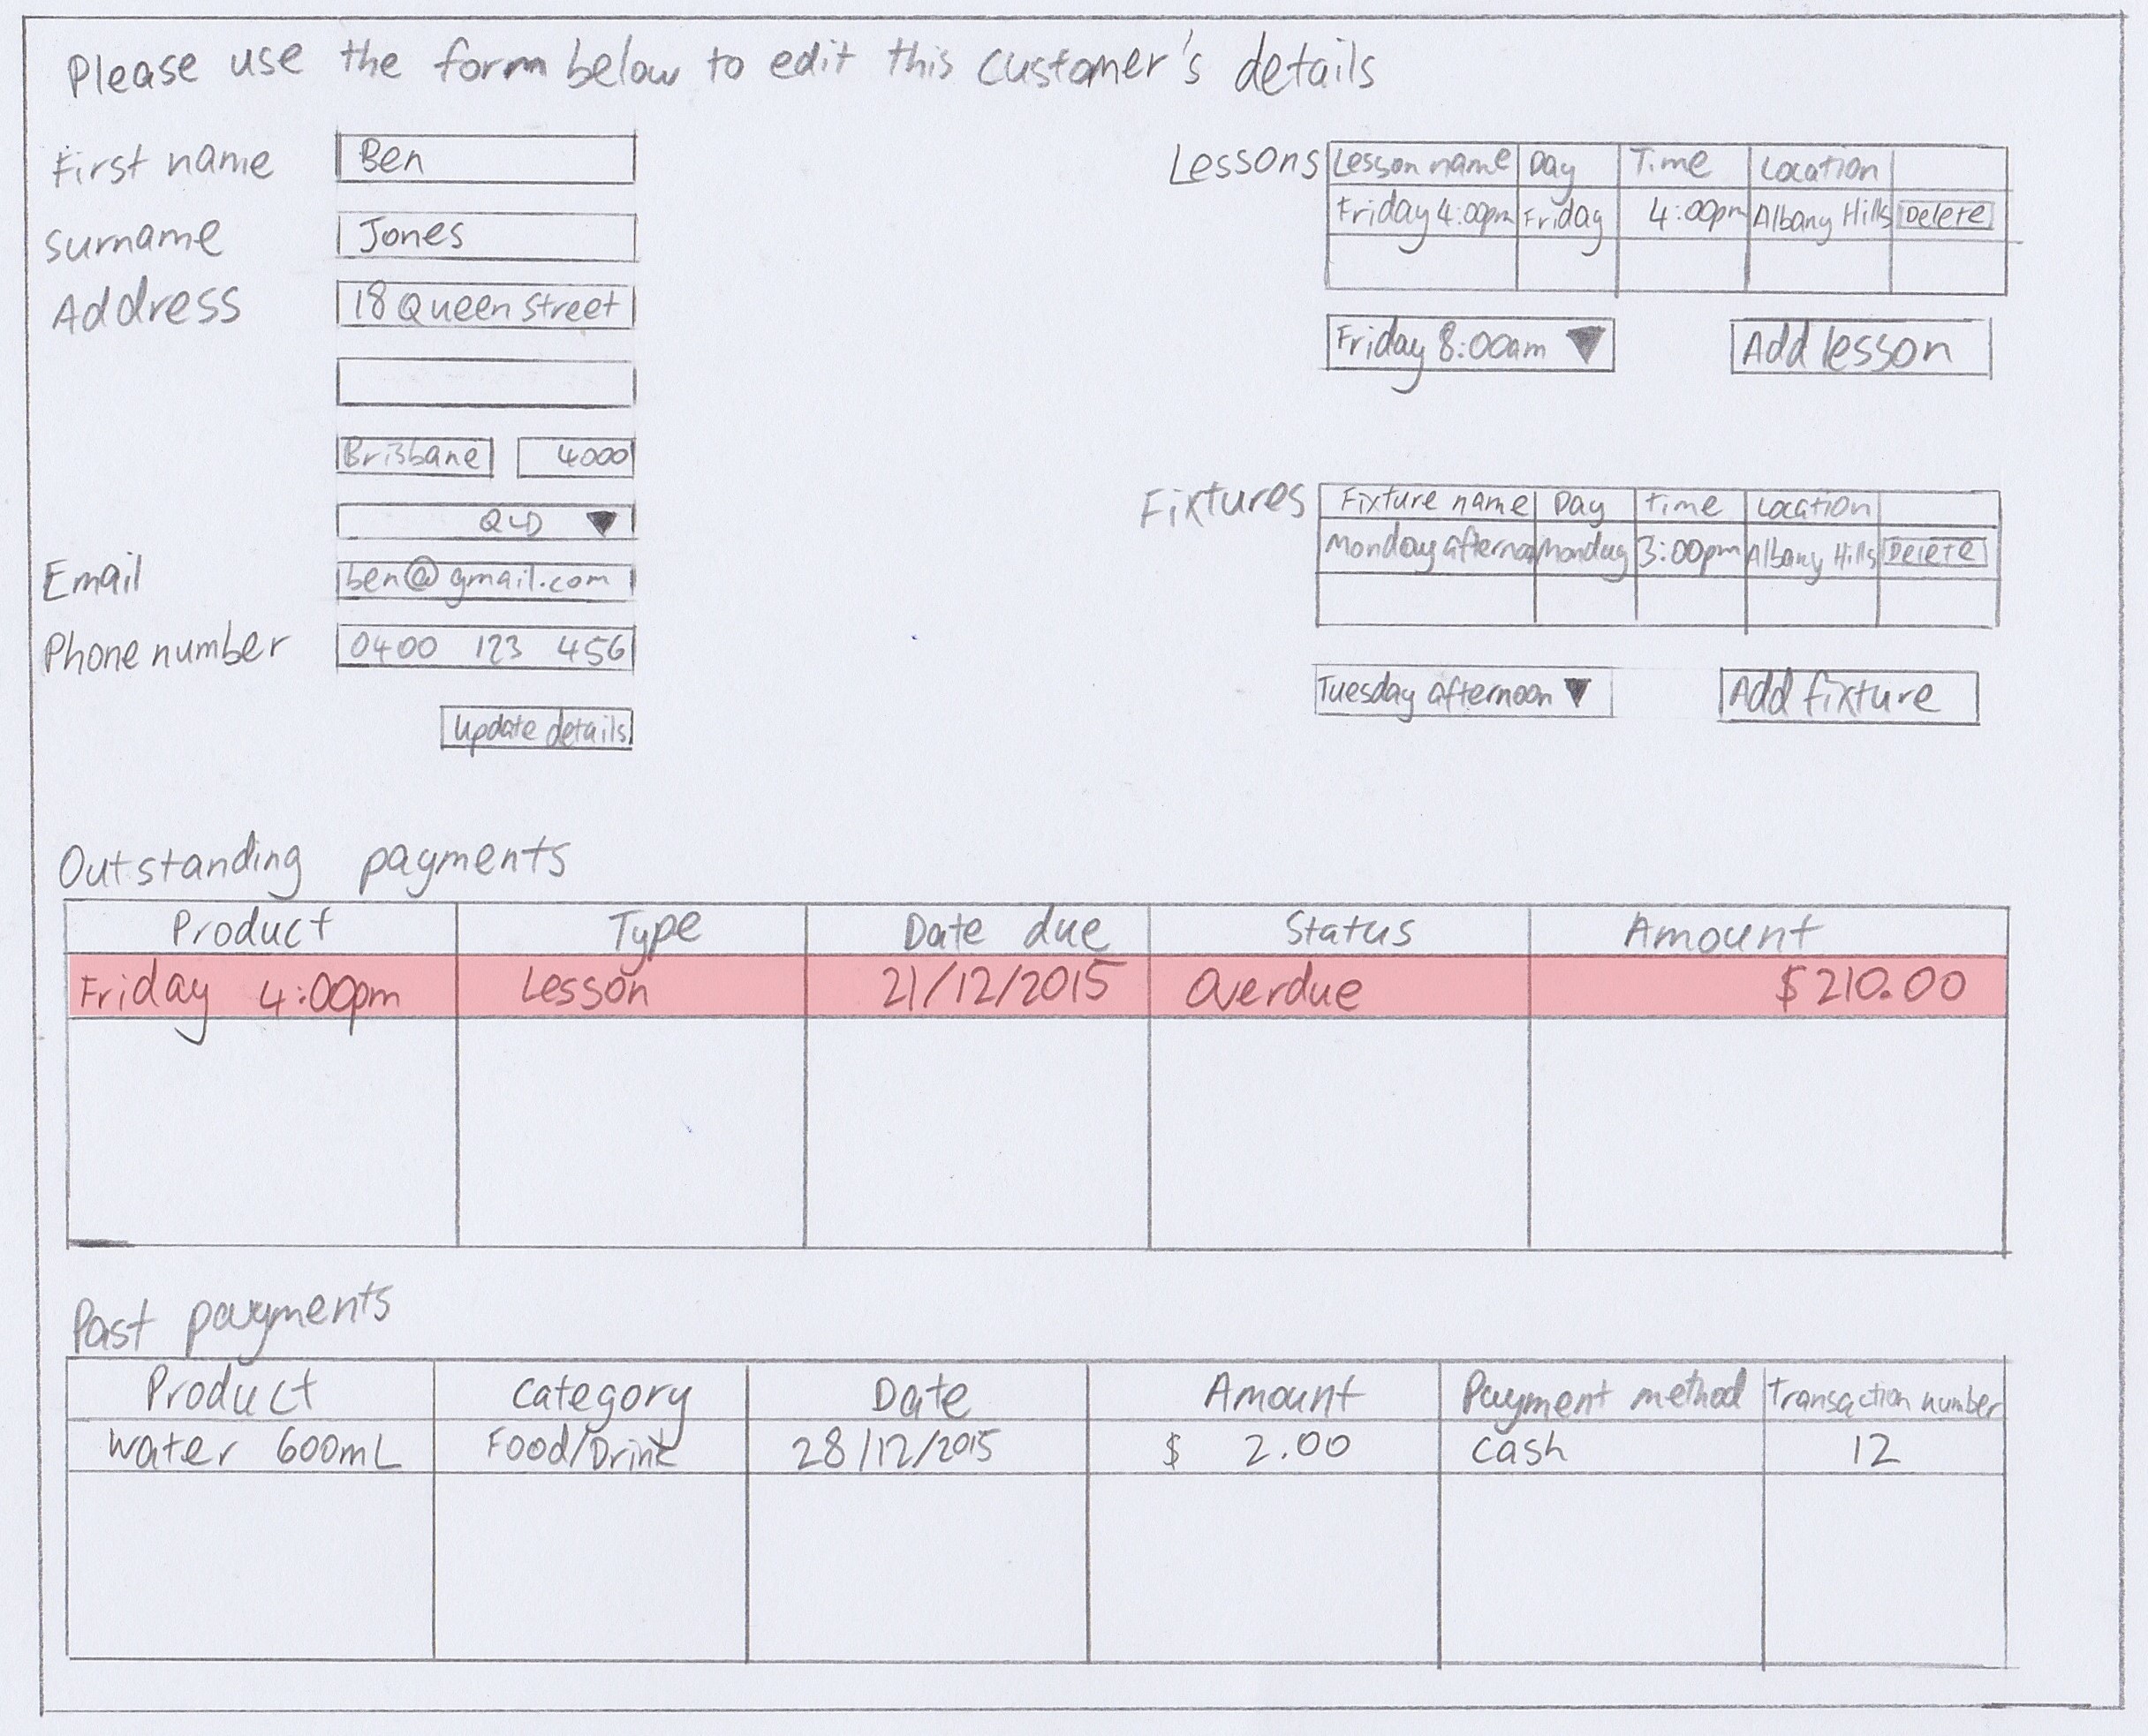 Please use the form below to edit this customer's details
First name Ben
Surname Jones
Address 18 Queen Street
Brisbane 4000
QLD
Email ben@gmail.com
Phone number 0400 123 456
Update details
Lessons Lesson name Day Time Location
Friday 4:00pm Friday 4:00pm Albany Hills Delete
Friday 8:00am Add lesson
Fixtures Fixture name Day Time Location
Monday afternoo Monday 3:00pm Albany Hills Delete
Tuesday afternoon Add fixture
Outstanding payments
Product Type Date due Status Amount
Friday 4:00pm Lesson 21/12/2015 Overdue $210.00
Past payments
Product Category Date Amount Payment method Transaction number
Water 600mL Food/Drink 28/12/2015 $ 2.00 Cash 12